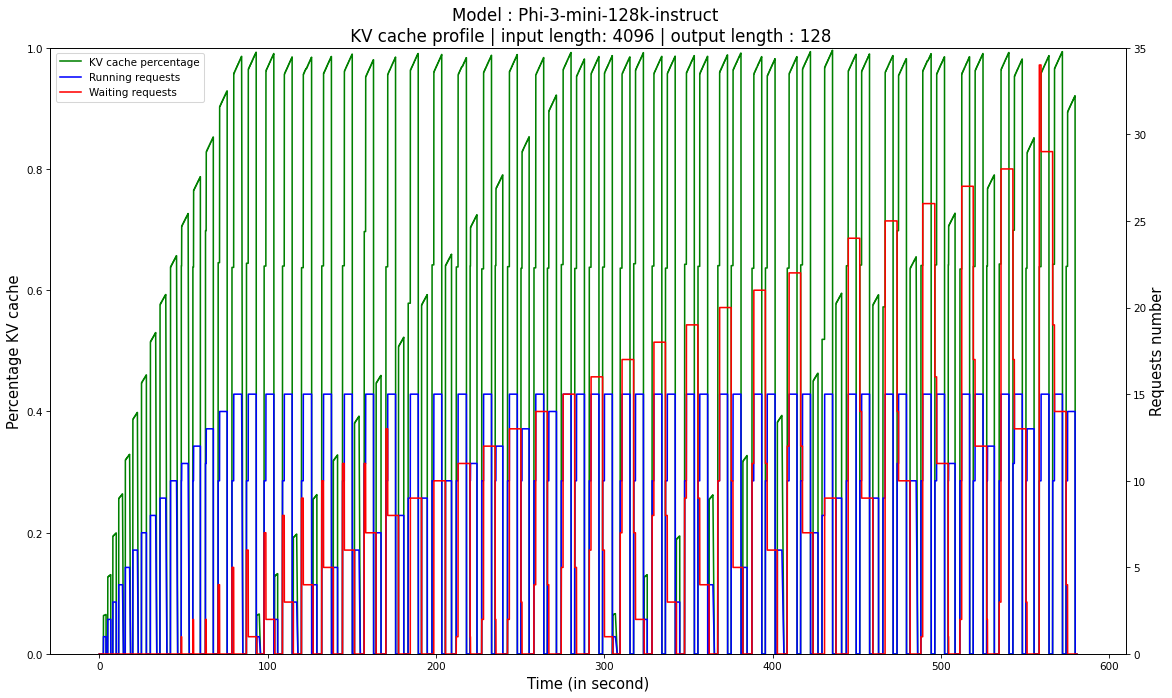 Model : Phi-3-mini-128k-instruct
KV cache profile | input length: 4096 | output length : 128
KV cache percentage
Running requests
Waiting requests
Percentage KV cache
1.0
0.8
0.6
0.4
0.2
0.0
35
30
25
20
15
10
5
0
Requests number
0 100 200 300 400 500 600
Time (in second)